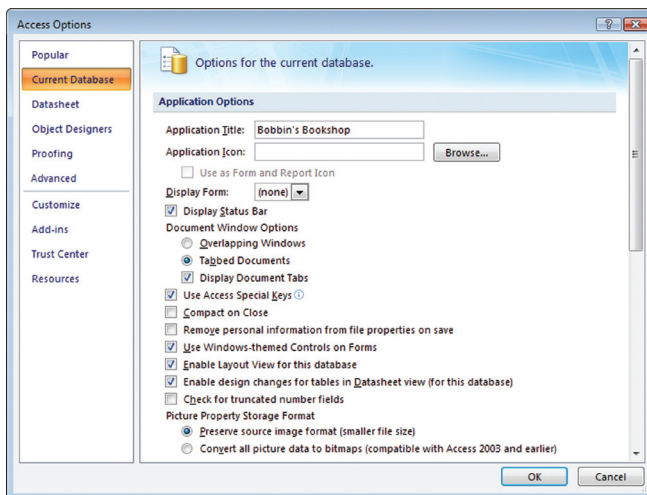 Access Options
Popular
Current Database
Datasheet
Object Designers
Proofing
Advanced
Customize
Add-ins
Trust Center
Resources
Options for the current database.
Application Options
Application Title: Bobbin's Bookshop
Application Icon: Browse...
Use as Form and Report Icon
Display Form: (none)
Display Status Bar
Document Window Options
Overlapping Windows
Tabbed Documents
Display Document Tabs
Use Access Special Keys
Compact on Close
Remove personal information from file properties on save
Use Windows-themed Controls on Forms
Enable Layout View for this database
Enable design changes for tables in Datasheet view (for this database)
Check for truncated number fields
Picture Property Storage Format
Preserve source image format (smaller file size)
Convert all picture data to bitmaps (compatible with Access 2003 and earlier)
OK Cancel